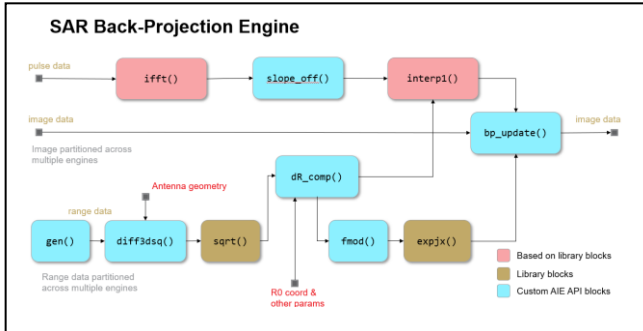 SAR Back-Projection Engine
pulse data
ifft()
slope_off()
interp1()
image data
Image partitioned across
multiple engines
bp_update()
image data
Antenna geometry
dR_comp()
range data
gen()
diff3dsq()
sqrt()
fmod()
expjx()
Range data partitioned
across multiple engines
R0 coord &
other params
Based on library blocks
Library blocks
Custom AIE API blocks